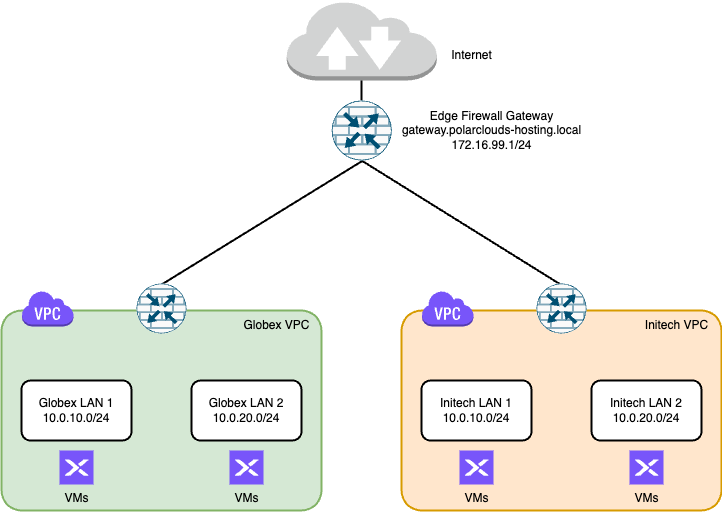 Internet
Edge Firewall Gateway
gateway.polarclouds-hosting.local
172.16.99.1/24
VPC
Globex VPC
VPC
Initech VPC
Globex LAN 1
10.0.10.0/24
Globex LAN 2
10.0.20.0/24
Initech LAN 1
10.0.10.0/24
Initech LAN 2
10.0.20.0/24
VMs
VMs
VMs
VMs